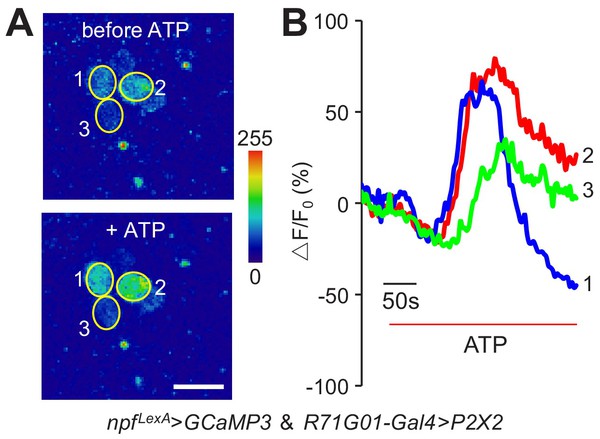 A
before ATP
1
2
3
+ ATP
1
2
3
255
0
B
△F/F0 (%)
100
50
0
-50
-100
2
3
1
50s
ATP
npfLexA>GCaMP3 & R71G01-Gal4>P2X2